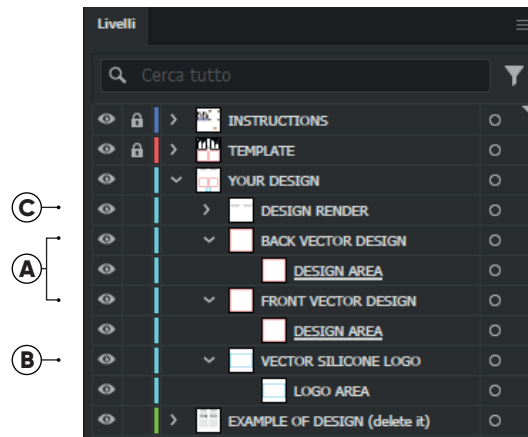 Livelli
Cerca tutto
INSTRUCTIONS
TEMPLATE
YOUR DESIGN
C
DESIGN RENDER
BACK VECTOR DESIGN
A
DESIGN AREA
FRONT VECTOR DESIGN
DESIGN AREA
B
VECTOR SILICONE LOGO
LOGO AREA
EXAMPLE OF DESIGN (delete it)